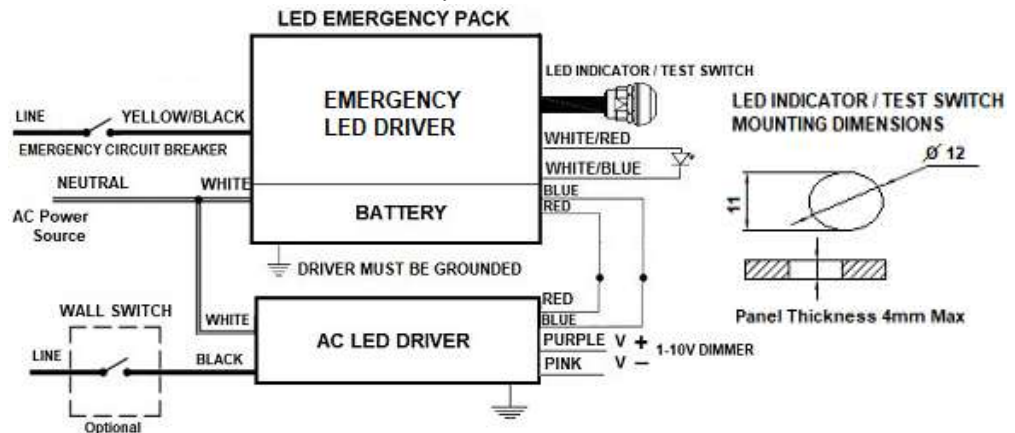 LED EMERGENCY PACK
LED INDICATOR / TEST SWITCH
EMERGENCY
LED DRIVER
LINE
YELLOW/BLACK
EMERGENCY CIRCUIT BREAKER
WHITE/RED
WHITE/BLUE
NEUTRAL
WHITE
BLUE
RED
BATTERY
AC Power
Source
DRIVER MUST BE GROUNDED
WALL SWITCH
WHITE
RED
BLUE
AC LED DRIVER
PURPLE V +
PINK V −
1-10V DIMMER
LINE
BLACK
Optional
LED INDICATOR / TEST SWITCH
MOUNTING DIMENSIONS
Ø 12
11
Panel Thickness 4mm Max